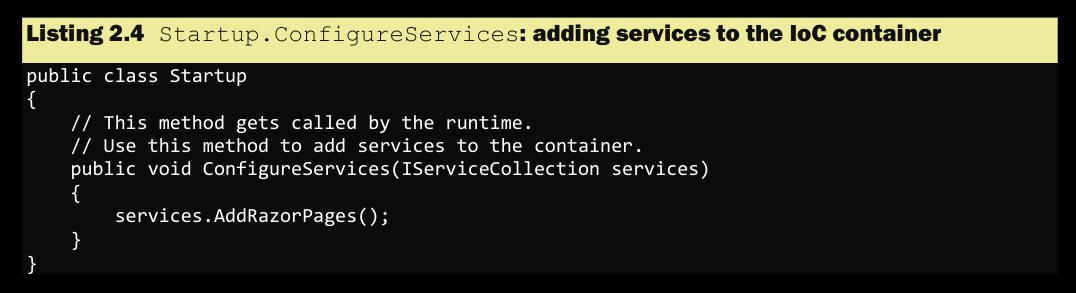 Listing 2.4 Startup.ConfigureServices: adding services to the IoC container
public class Startup
{
    // This method gets called by the runtime.
    // Use this method to add services to the container.
    public void ConfigureServices(IServiceCollection services)
    {
        services.AddRazorPages();
    }
}